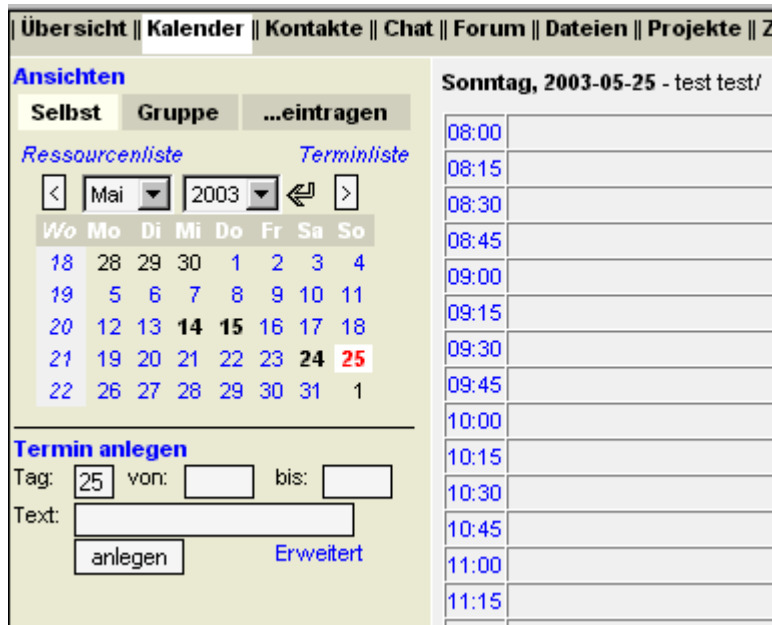 | Übersicht || Kalender || Kontakte || Chat || Forum || Dateien || Projekte || Z
Ansichten
Selbst Gruppe ...eintragen
Ressourcenliste Terminliste
< Mai 2003 >
Wo Mo Di Mi Do Fr Sa So
18 28 29 30 1 2 3 4
19 5 6 7 8 9 10 11
20 12 13 14 15 16 17 18
21 19 20 21 22 23 24 25
22 26 27 28 29 30 31 1
Termin anlegen
Tag: 25 von: bis:
Text:
anlegen Erweitert
Sonntag, 2003-05-25 - test test/
08:00
08:15
08:30
08:45
09:00
09:15
09:30
09:45
10:00
10:15
10:30
10:45
11:00
11:15